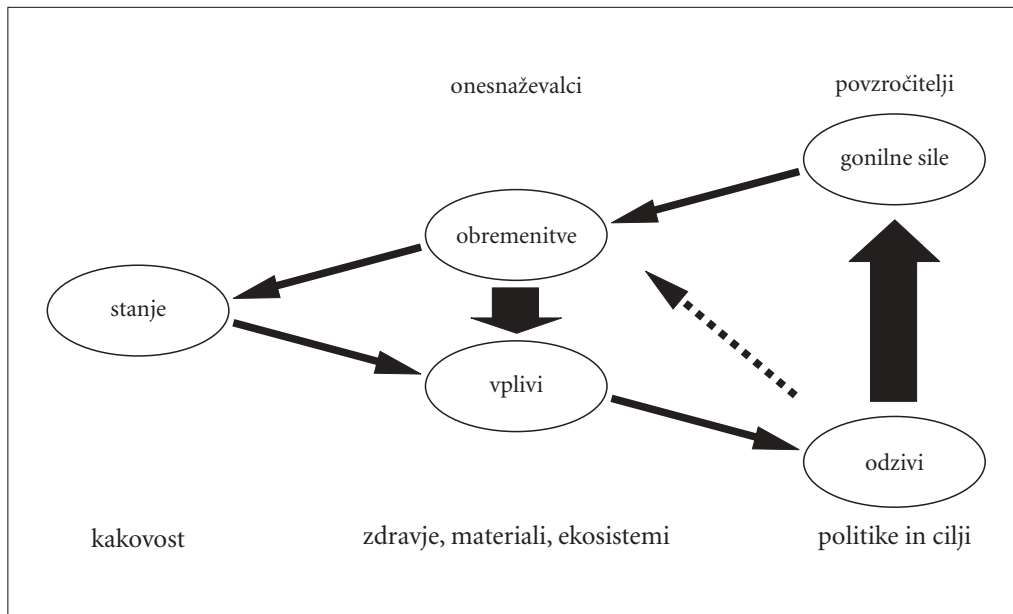 onesnaževalci
povzročitelji
gonilne sile
obremenitve
stanje
vplivi
odzivi
kakovost
zdravje, materiali, ekosistemi
politike in cilji